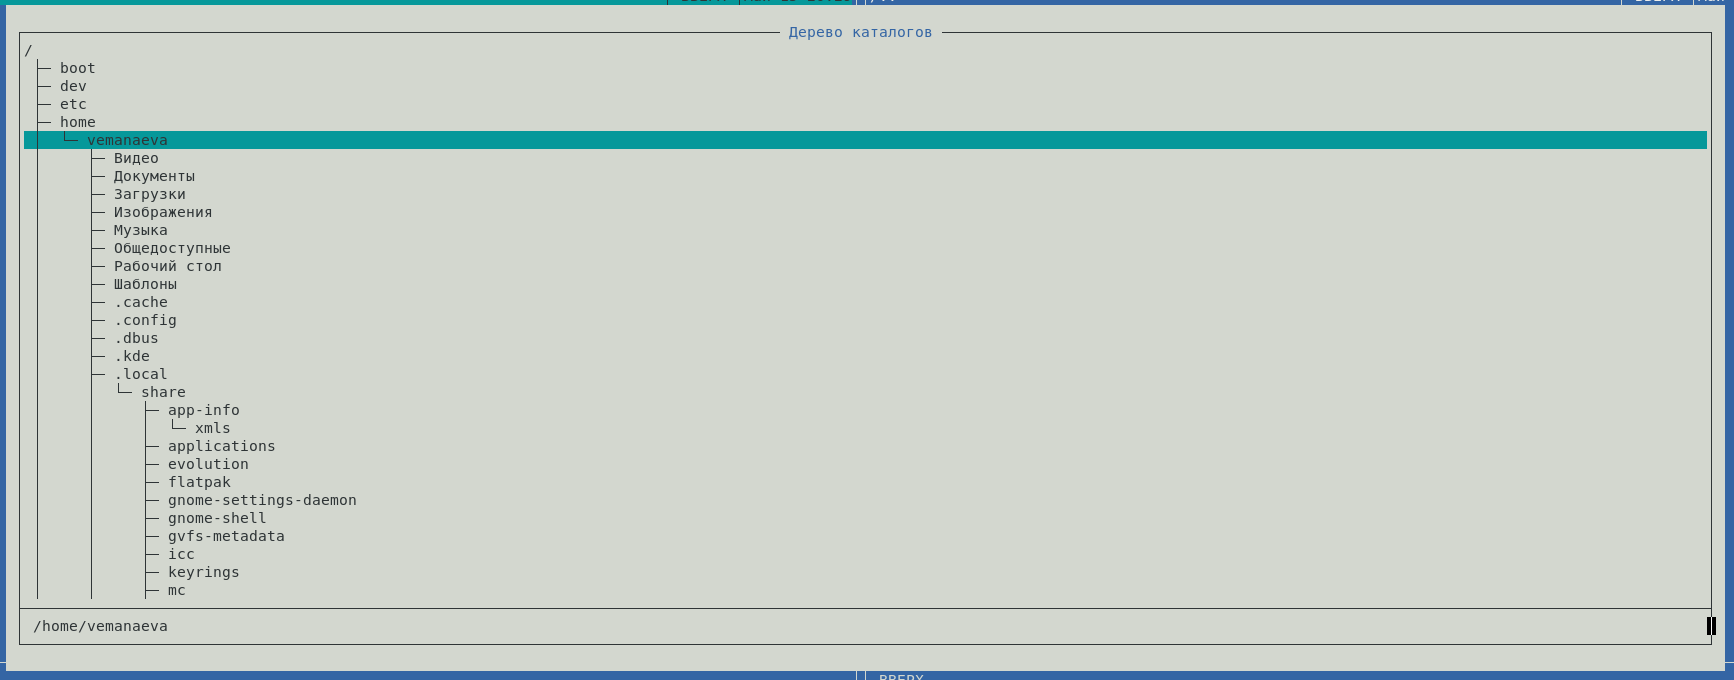 Дерево каталогов
/
boot
dev
etc
home
vemanaeva
Видео
Документы
Загрузки
Изображения
Музыка
Общедоступные
Рабочий стол
Шаблоны
.cache
.config
.dbus
.kde
.local
share
app-info
xmls
applications
evolution
flatpak
gnome-settings-daemon
gnome-shell
gvfs-metadata
icc
keyrings
mc
/home/vemanaeva
ВВЕРХ